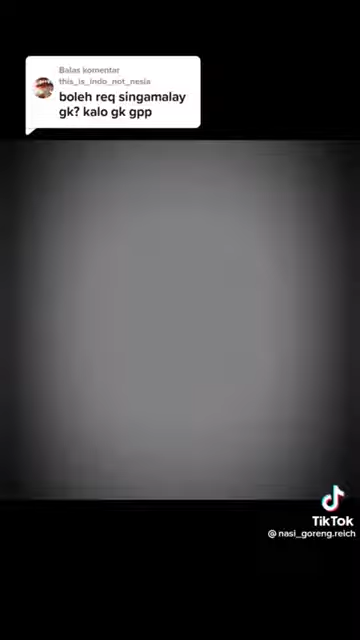 Balas komentar
this_is_indo_not_nesia
boleh req singamalay
gk? kalo gk gpp
TikTok
@ nasi_goreng.reich